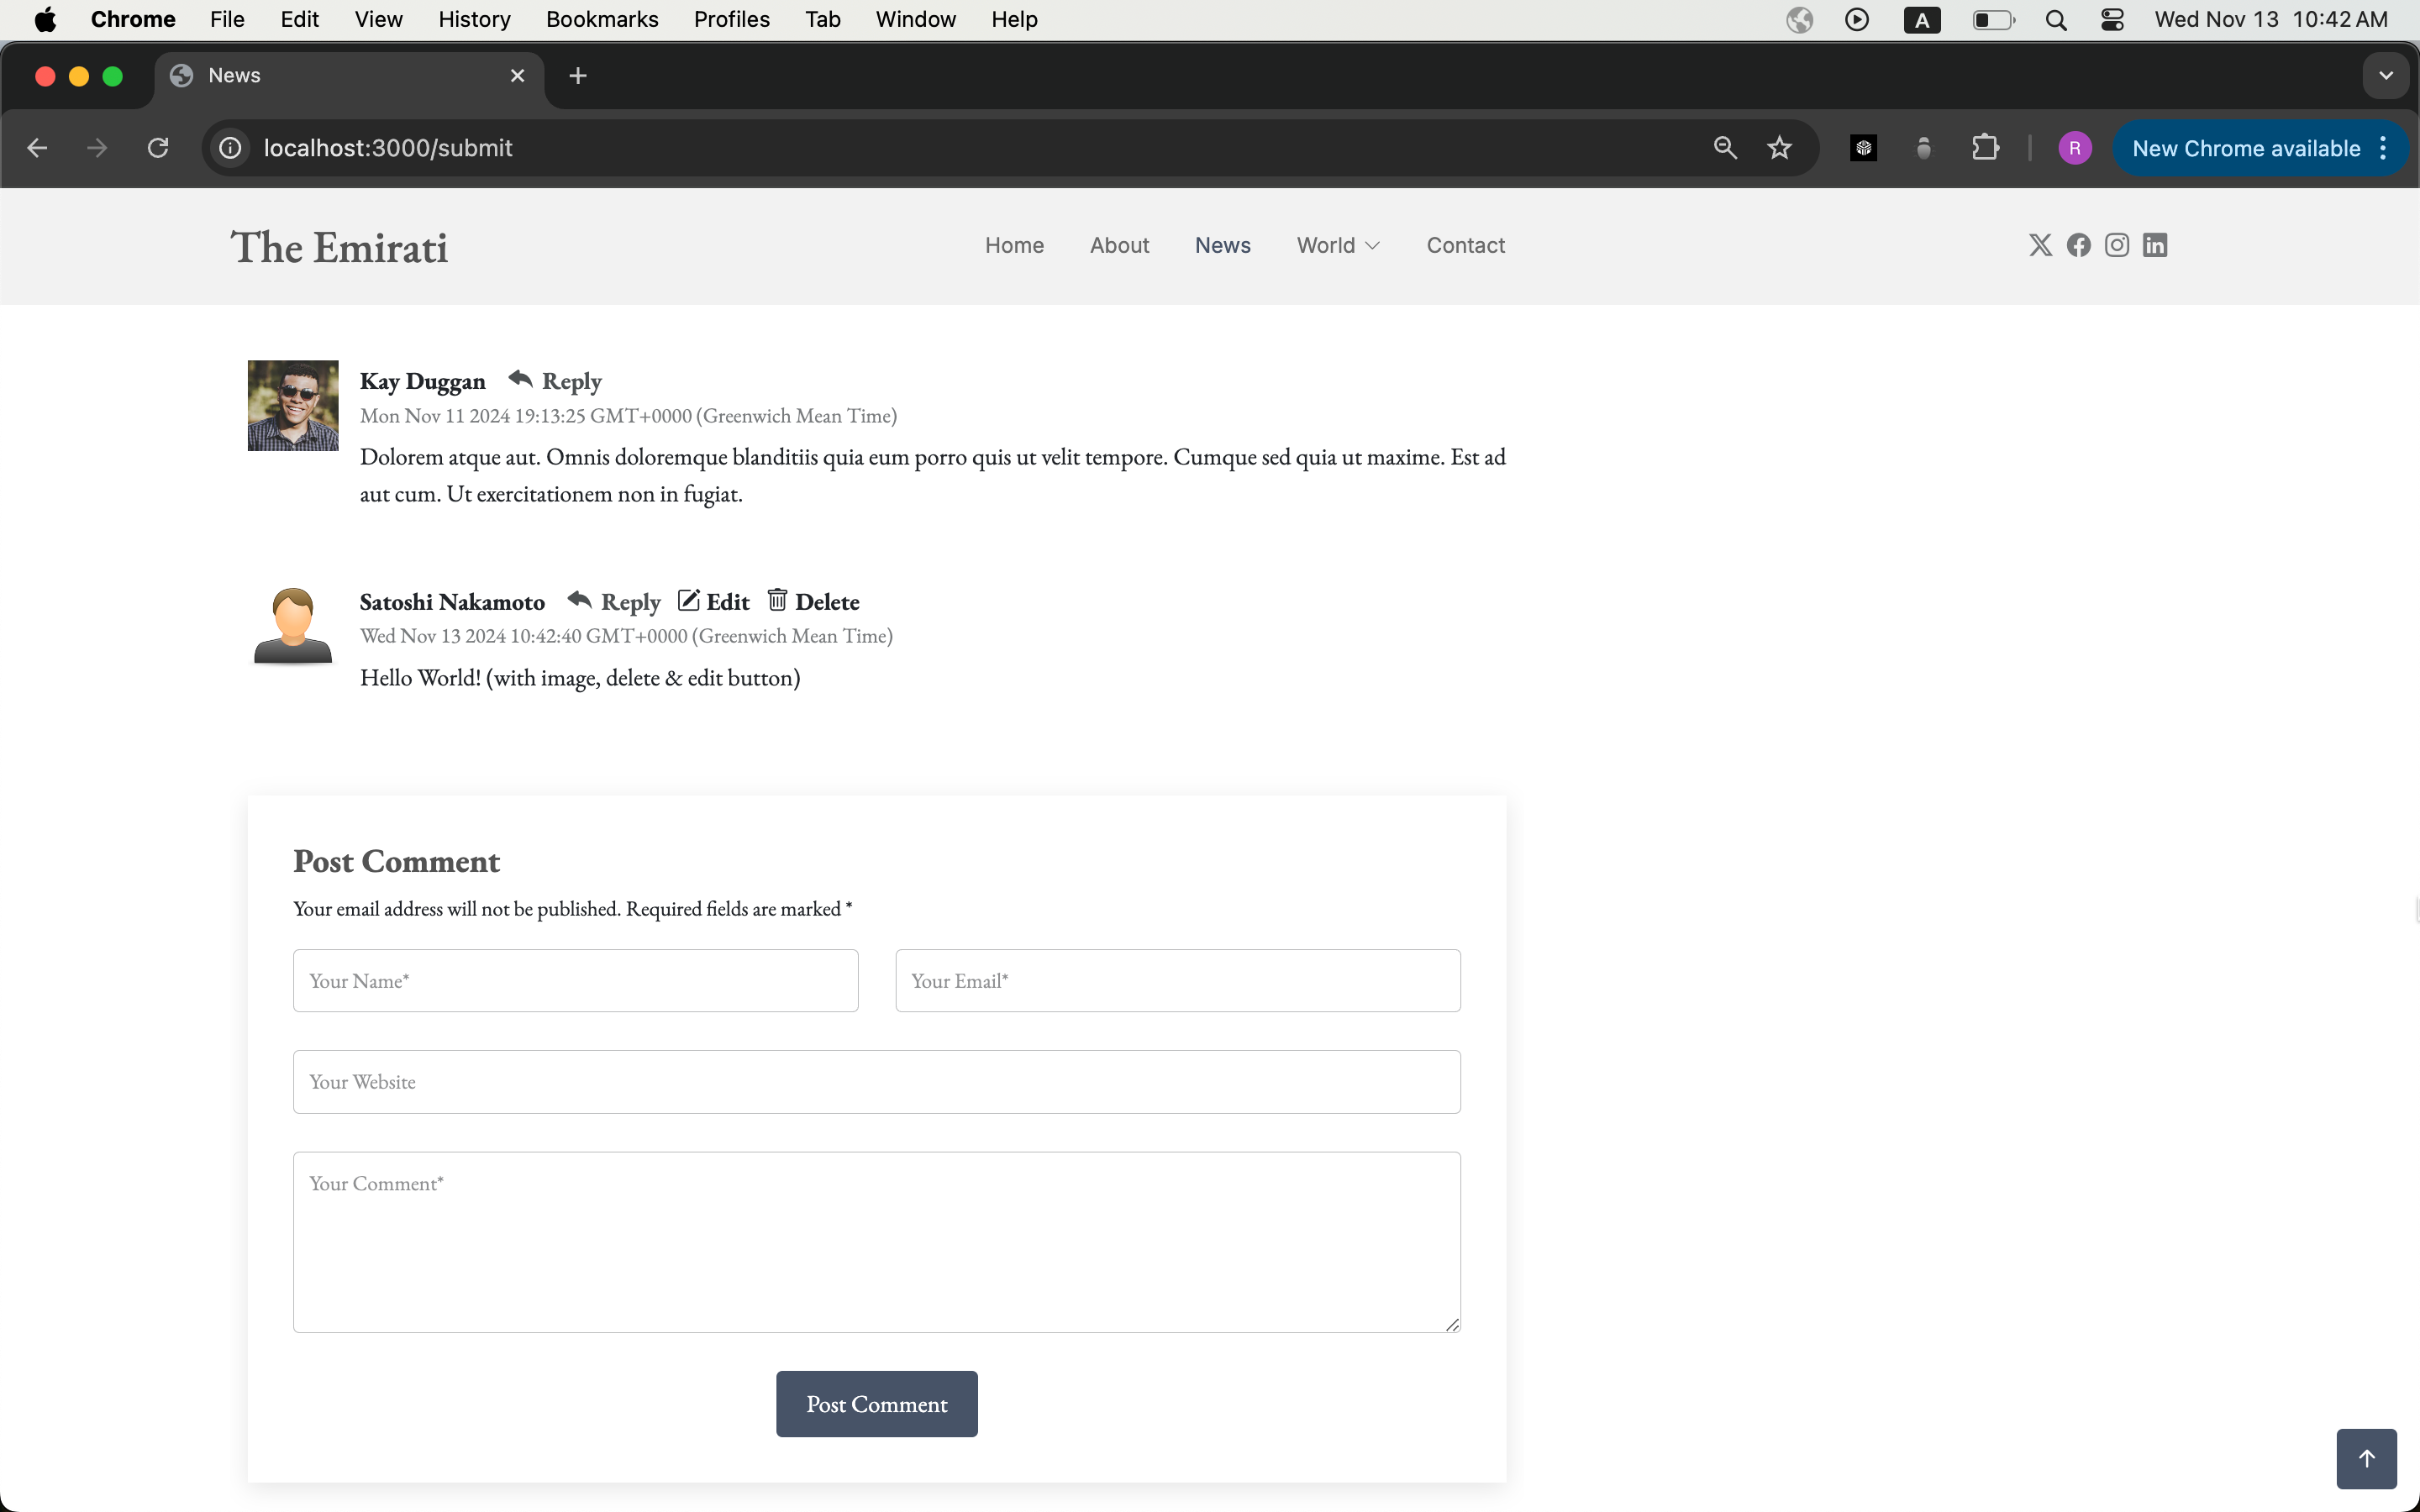 Chrome File Edit View History Bookmarks Profiles Tab Window Help A Wed Nov 13 10:42 AM
News
localhost:3000/submit R New Chrome available
The Emirati Home About News World Contact
Kay Duggan Reply
Mon Nov 11 2024 19:13:25 GMT+0000 (Greenwich Mean Time)
Dolorem atque aut. Omnis doloremque blanditiis quia eum porro quis ut velit tempore. Cumque sed quia ut maxime. Est ad
aut cum. Ut exercitationem non in fugiat.
Satoshi Nakamoto Reply Edit Delete
Wed Nov 13 2024 10:42:40 GMT+0000 (Greenwich Mean Time)
Hello World! (with image, delete & edit button)
Post Comment
Your email address will not be published. Required fields are marked *
Your Name* Your Email*
Your Website
Your Comment*
Post Comment